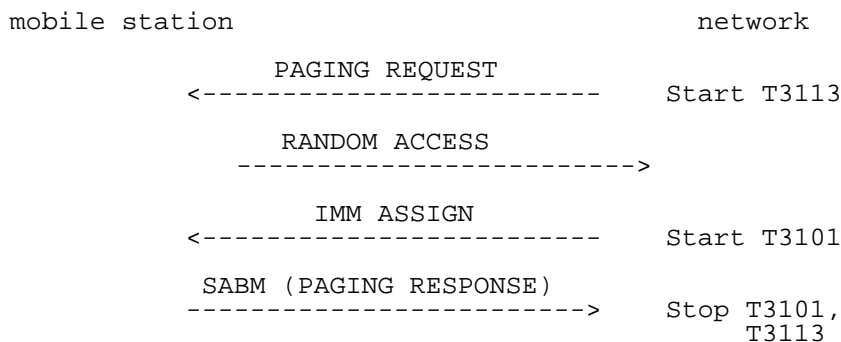 mobile station network
PAGING REQUEST
<------------------------- Start T3113
RANDOM ACCESS
------------------------->
IMM ASSIGN
<------------------------- Start T3101
SABM (PAGING RESPONSE)
-------------------------> Stop T3101,
T3113